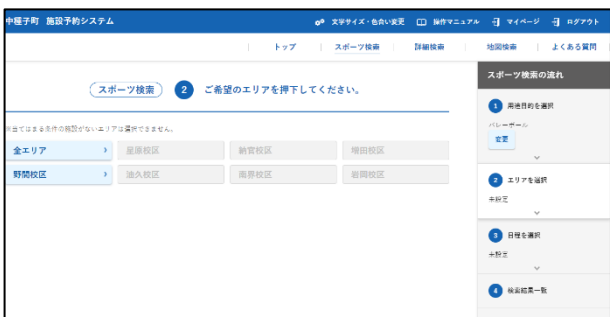 中種子町 施設予約システム
文字サイズ・色合い変更 操作マニュアル マイページ ログアウト
トップ スポーツ検索 詳細検索 地図検索 よくある質問
スポーツ検索 2 ご希望のエリアを押下してください。
※当てはまる条件の施設がないエリアは選択できません。
全エリア 星原校区 納官校区 増田校区
野間校区 油久校区 南界校区 岩岡校区
スポーツ検索の流れ
1 用途目的を選択
バレーボール
変更
2 エリアを選択
未設定
3 日程を選択
未設定
4 検索結果一覧